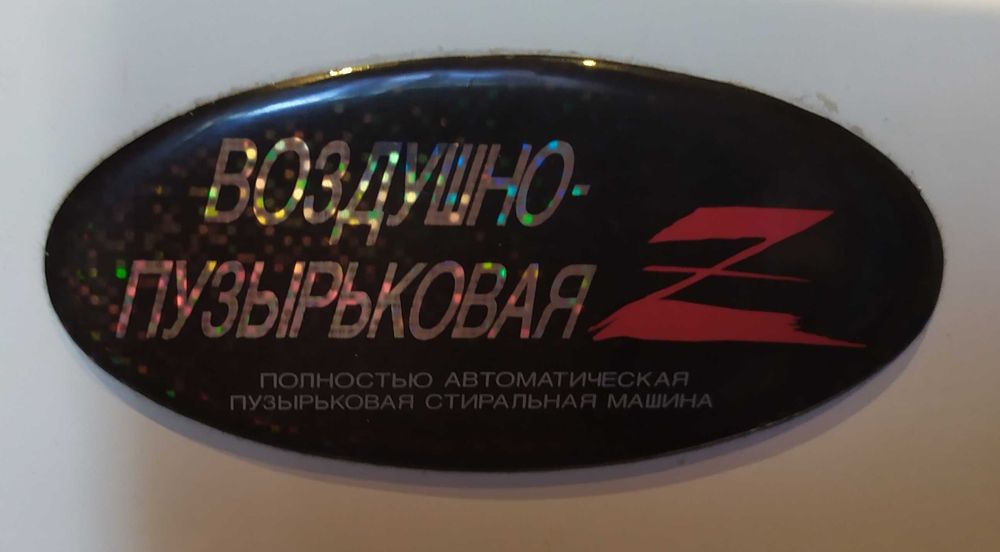 ВОЗДУШНО-
ПУЗЫРЬКОВАЯ Z
ПОЛНОСТЬЮ АВТОМАТИЧЕСКАЯ
ПУЗЫРЬКОВАЯ СТИРАЛЬНАЯ МАШИНА